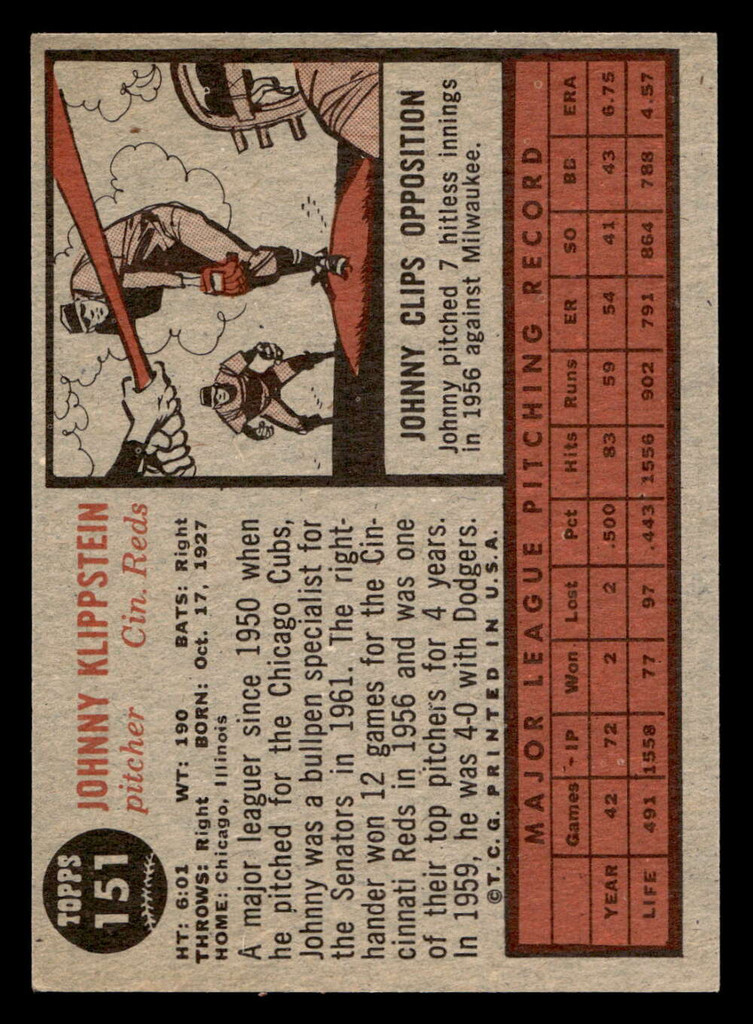 TOPPS
151
JOHNNY KLIPPSTEIN
pitcher Cin. Reds
HT: 6:01 WT: 190 BATS: Right
THROWS: Right BORN: Oct. 17, 1927
HOME: Chicago, Illinois
A major leaguer since 1950 when
he pitched for the Chicago Cubs,
Johnny was a bullpen specialist for
the Senators in 1961. The right-
hander won 12 games for the Cin-
cinnati Reds in 1956 and was one
of their top pitchers for 4 years.
In 1959, he was 4-0 with Dodgers.
© T.C.G. PRINTED IN U.S.A.
JOHNNY CLIPS OPPOSITION
Johnny pitched 7 hitless innings
in 1956 against Milwaukee.
MAJOR LEAGUE PITCHING RECORD
Games IP Won Lost Pct Hits Runs ER SO BB ERA
YEAR 42 72 2 2 .500 83 59 54 41 43 6.75
LIFE 491 1558 77 97 .443 1556 902 791 864 788 4.57